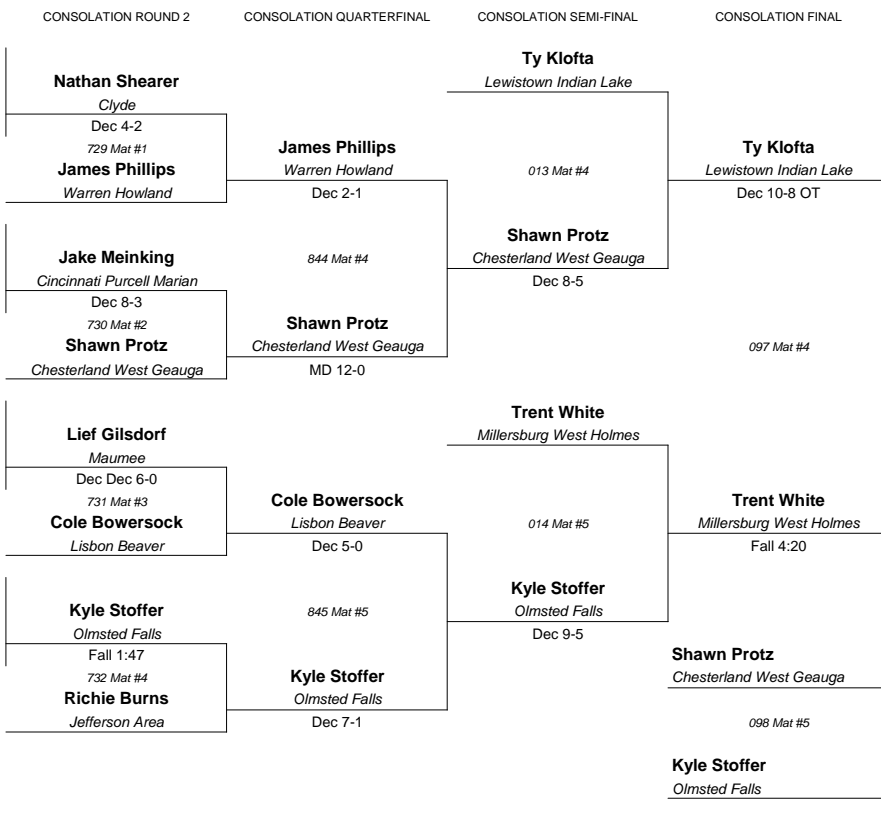 CONSOLATION ROUND 2 CONSOLATION QUARTERFINAL CONSOLATION SEMI-FINAL CONSOLATION FINAL
Ty Klofta
Lewistown Indian Lake
Nathan Shearer
Clyde
Dec 4-2
729 Mat #1
James Phillips
Warren Howland
James Phillips
Warren Howland
Dec 2-1
013 Mat #4
Ty Klofta
Lewistown Indian Lake
Dec 10-8 OT
Shawn Protz
Chesterland West Geauga
Dec 8-5
Jake Meinking
Cincinnati Purcell Marian
Dec 8-3
730 Mat #2
Shawn Protz
Chesterland West Geauga
844 Mat #4
Shawn Protz
Chesterland West Geauga
MD 12-0
097 Mat #4
Trent White
Millersburg West Holmes
Lief Gilsdorf
Maumee
Dec Dec 6-0
731 Mat #3
Cole Bowersock
Lisbon Beaver
Cole Bowersock
Lisbon Beaver
Dec 5-0
014 Mat #5
Trent White
Millersburg West Holmes
Fall 4:20
Kyle Stoffer
Olmsted Falls
Dec 9-5
Kyle Stoffer
Olmsted Falls
Fall 1:47
732 Mat #4
Richie Burns
Jefferson Area
845 Mat #5
Kyle Stoffer
Olmsted Falls
Dec 7-1
Shawn Protz
Chesterland West Geauga
098 Mat #5
Kyle Stoffer
Olmsted Falls